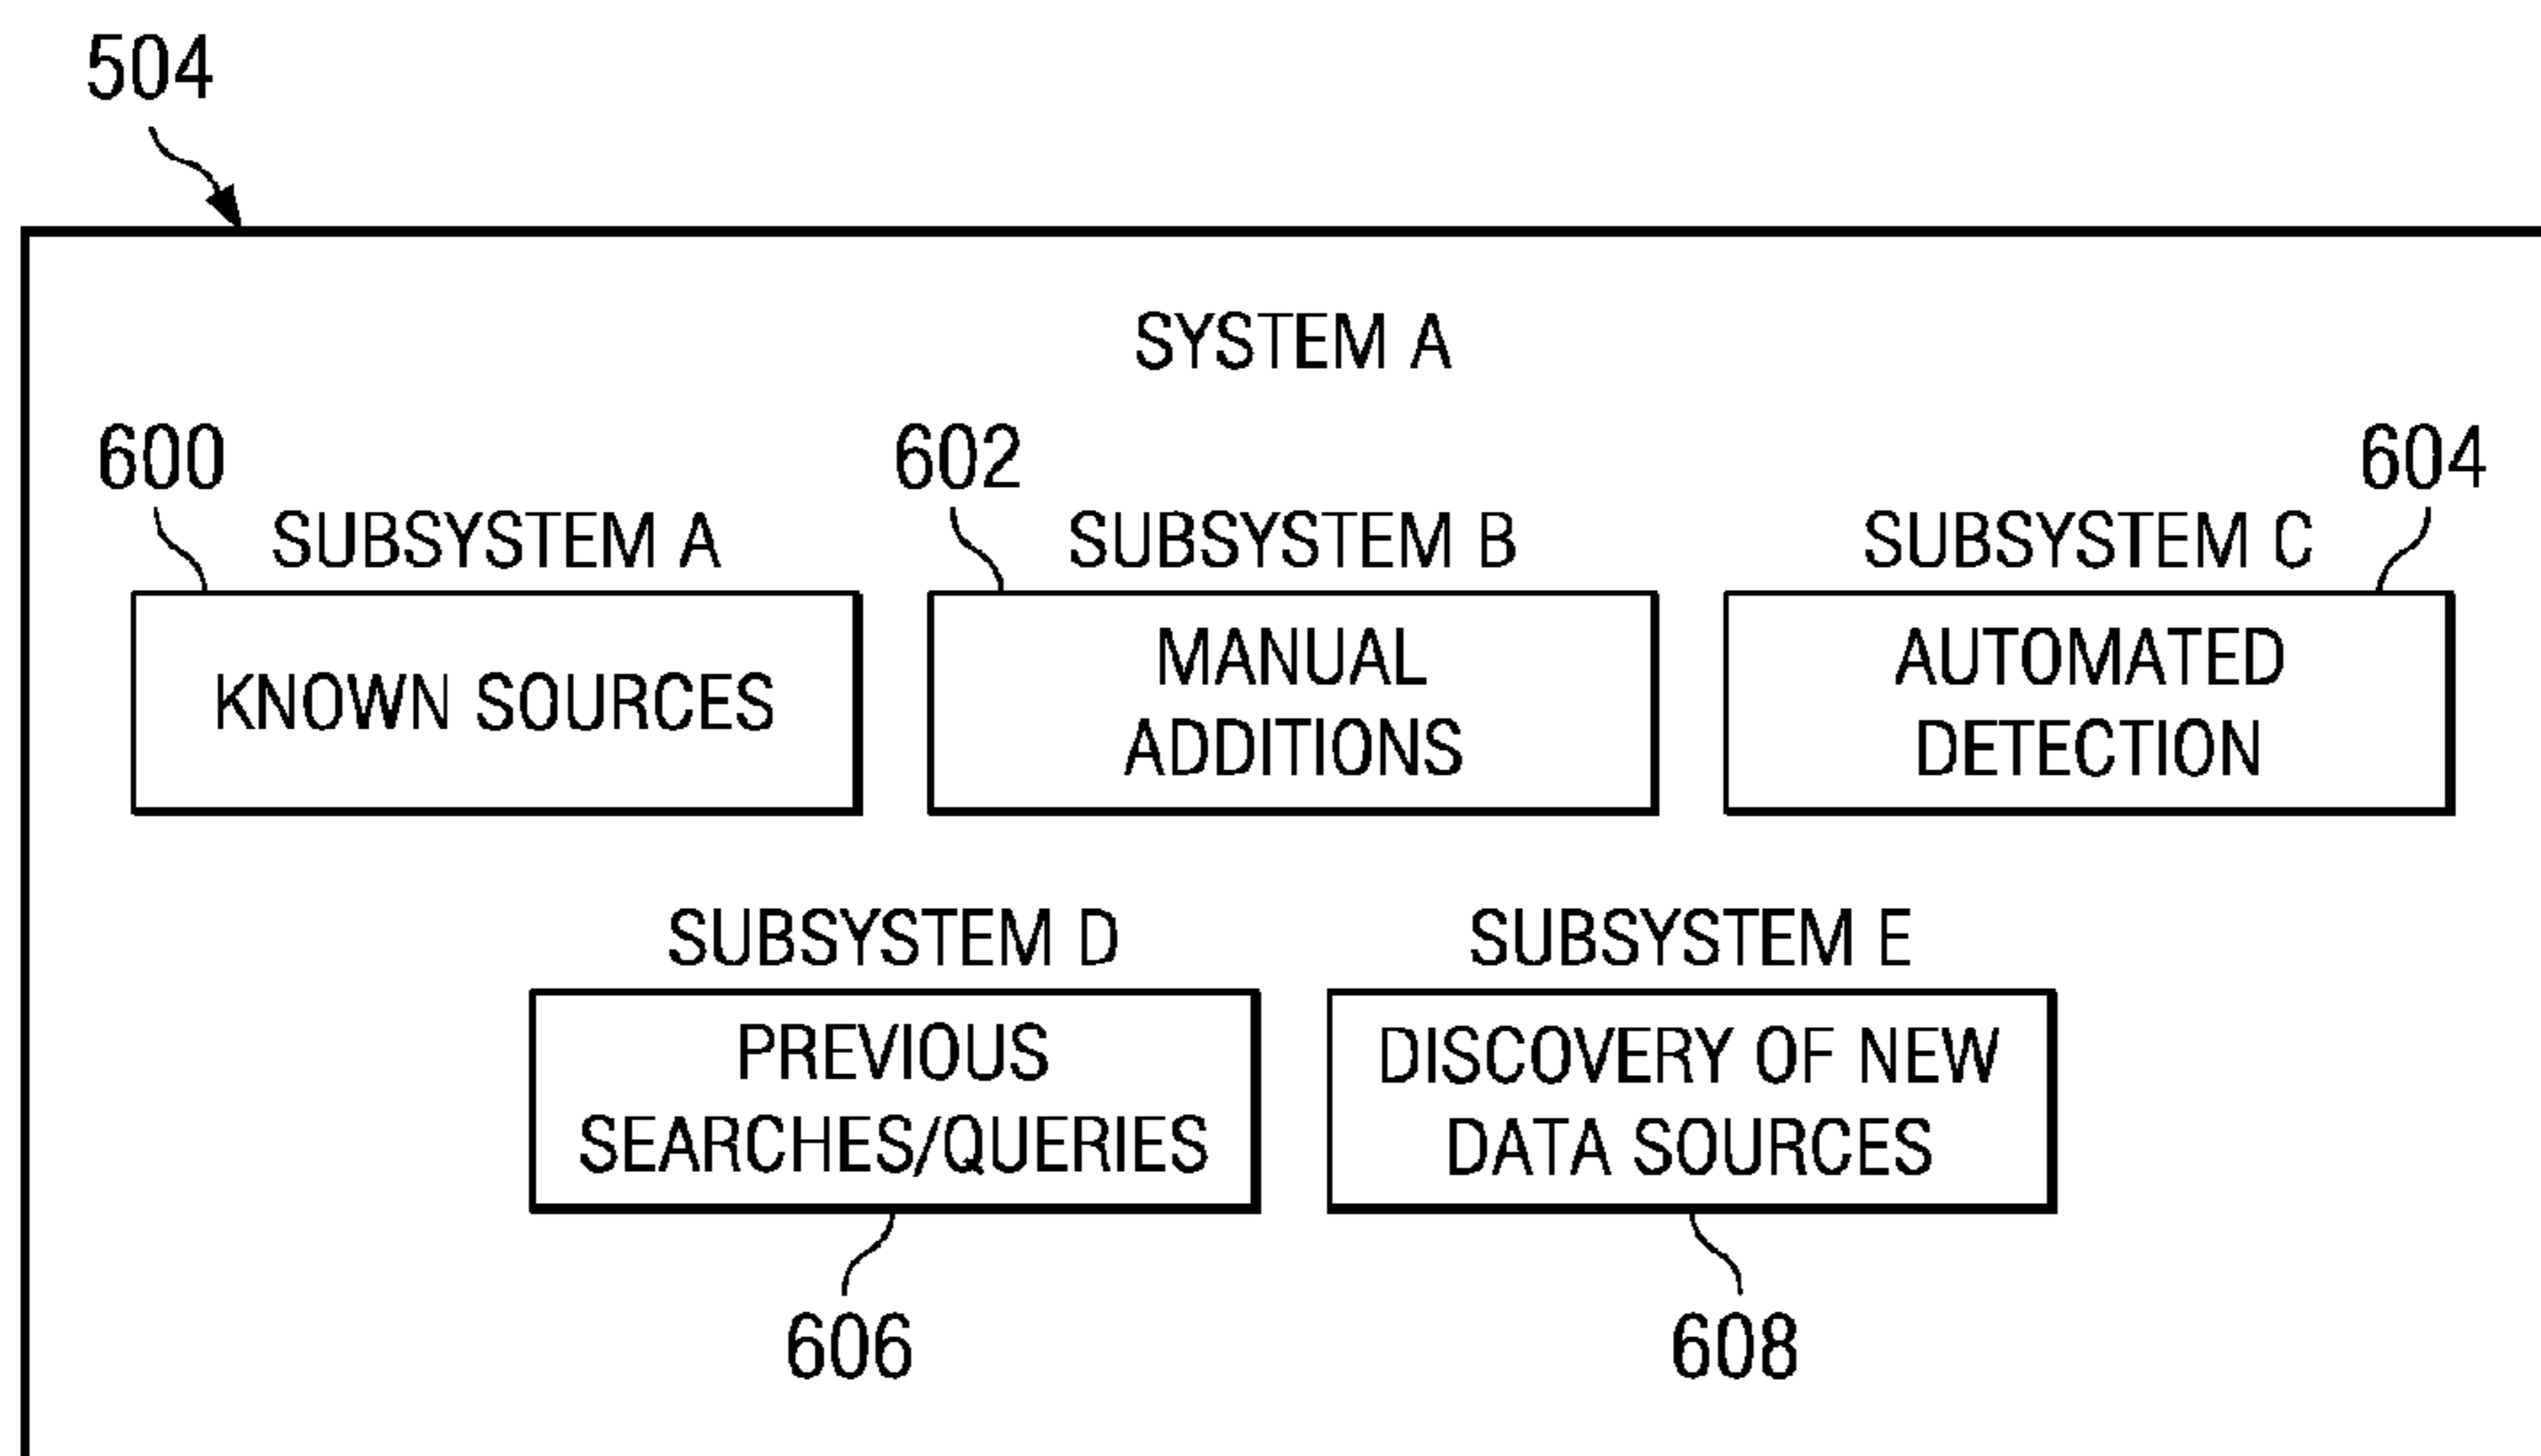 504
SYSTEM A
600
602
604
SUBSYSTEM A
SUBSYSTEM B
SUBSYSTEM C
KNOWN SOURCES
MANUAL
ADDITIONS
AUTOMATED
DETECTION
SUBSYSTEM D
SUBSYSTEM E
PREVIOUS
SEARCHES/QUERIES
DISCOVERY OF NEW
DATA SOURCES
606
608